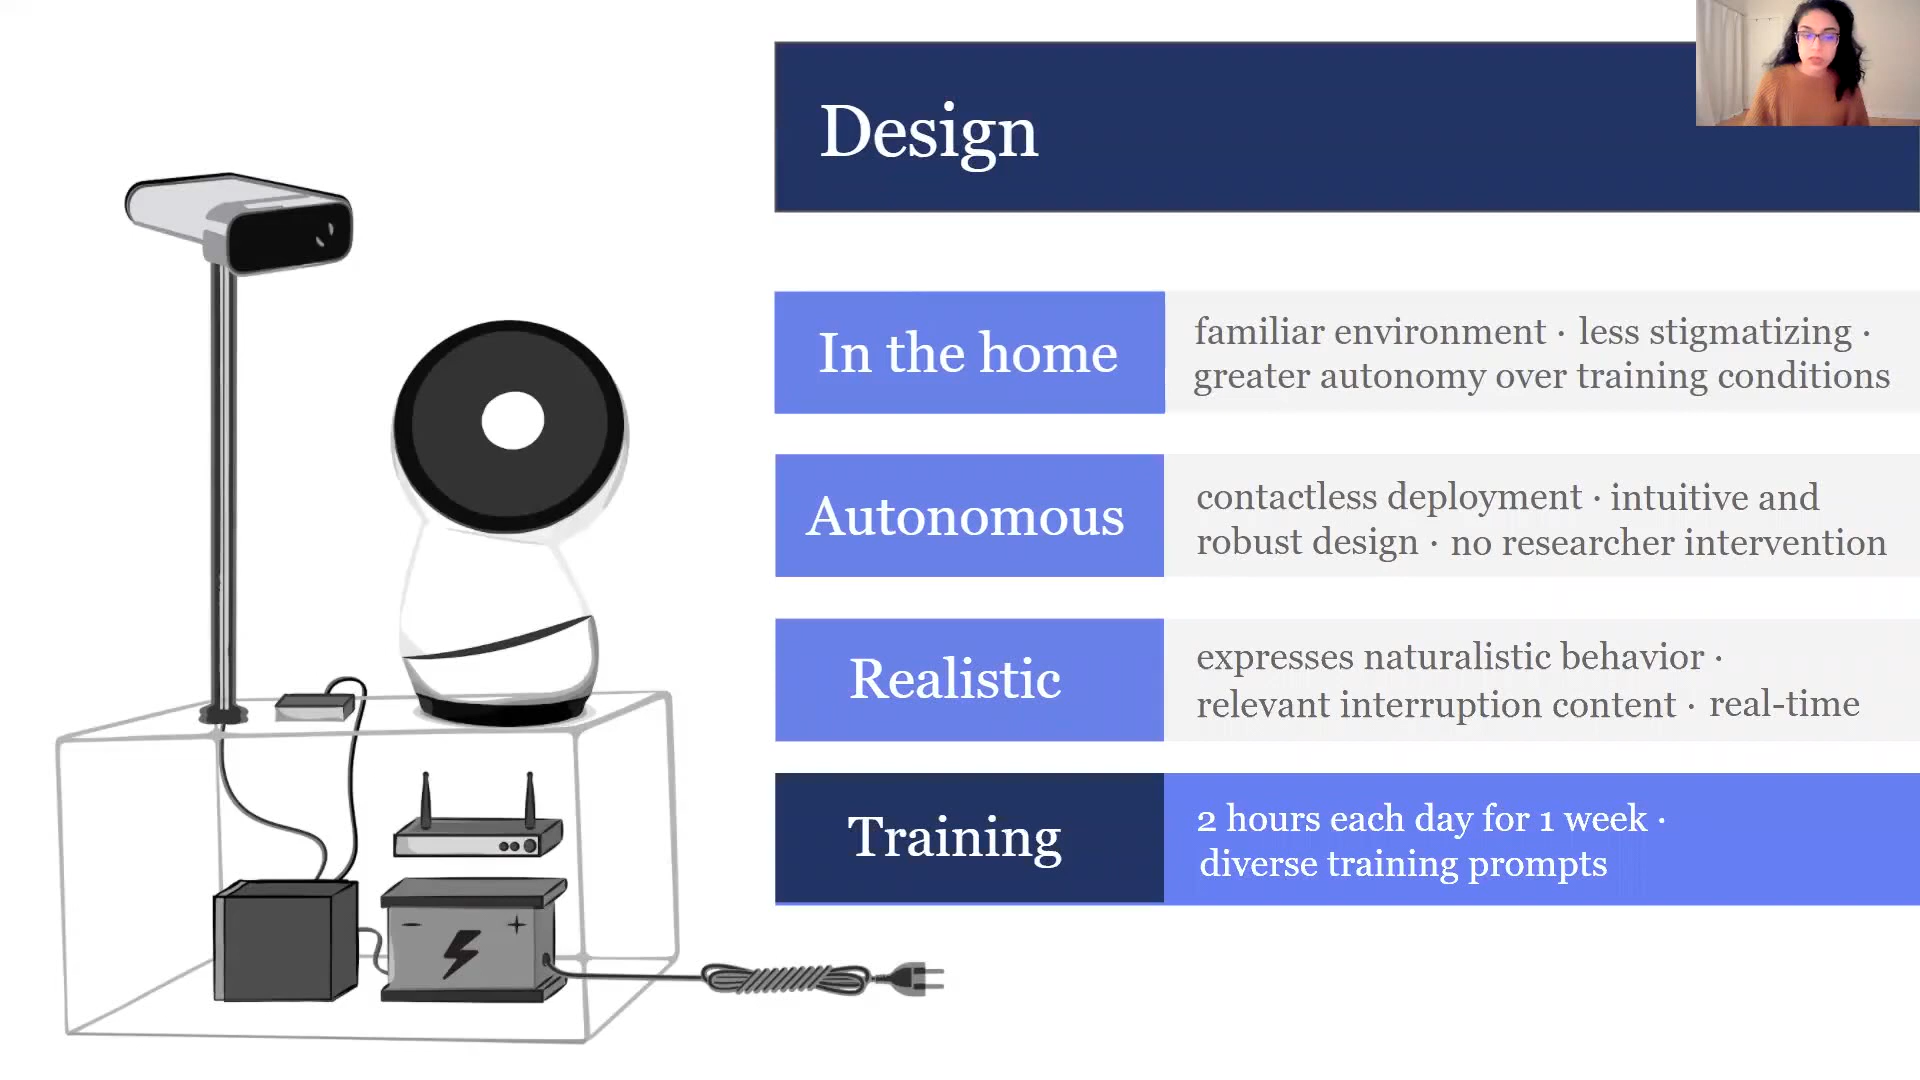 Design
In the home
familiar environment · less stigmatizing ·
greater autonomy over training conditions
Autonomous
contactless deployment · intuitive and
robust design · no researcher intervention
Realistic
expresses naturalistic behavior ·
relevant interruption content · real-time
Training
2 hours each day for 1 week ·
diverse training prompts